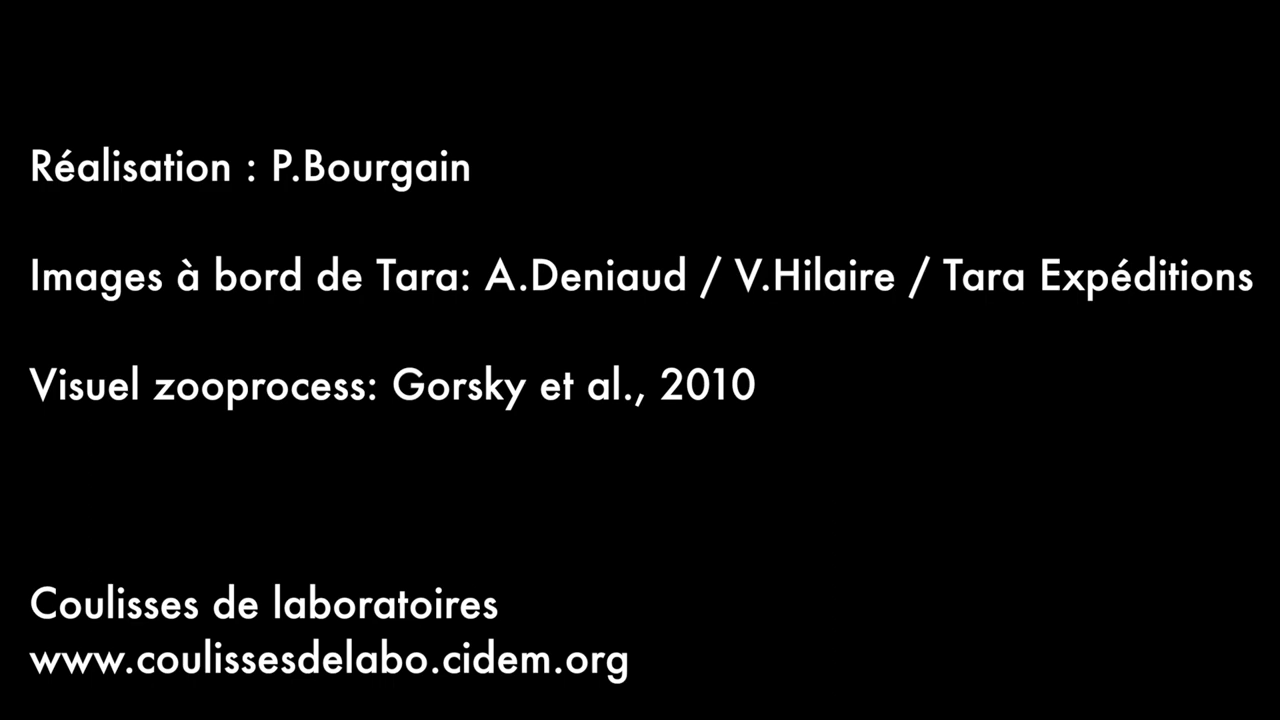 Réalisation : P.Bourgain
Images à bord de Tara: A.Deniaud / V.Hilaire / Tara Expéditions
Visuel zooprocess: Gorsky et al., 2010
Coulisses de laboratoires
www.coulissesdelabo.cidem.org